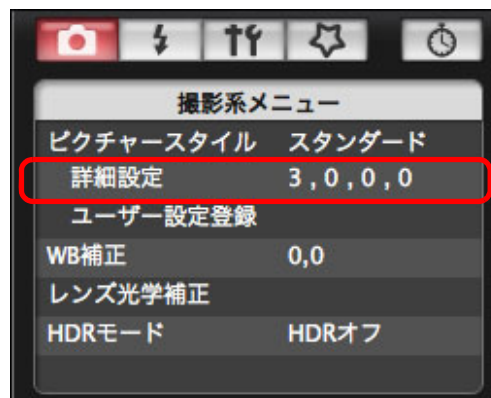 撮影系メニュー
ピクチャースタイル スタンダード
詳細設定 3 , 0 , 0 , 0
ユーザー設定登録
WB補正 0,0
レンズ光学補正
HDRモード HDRオフ